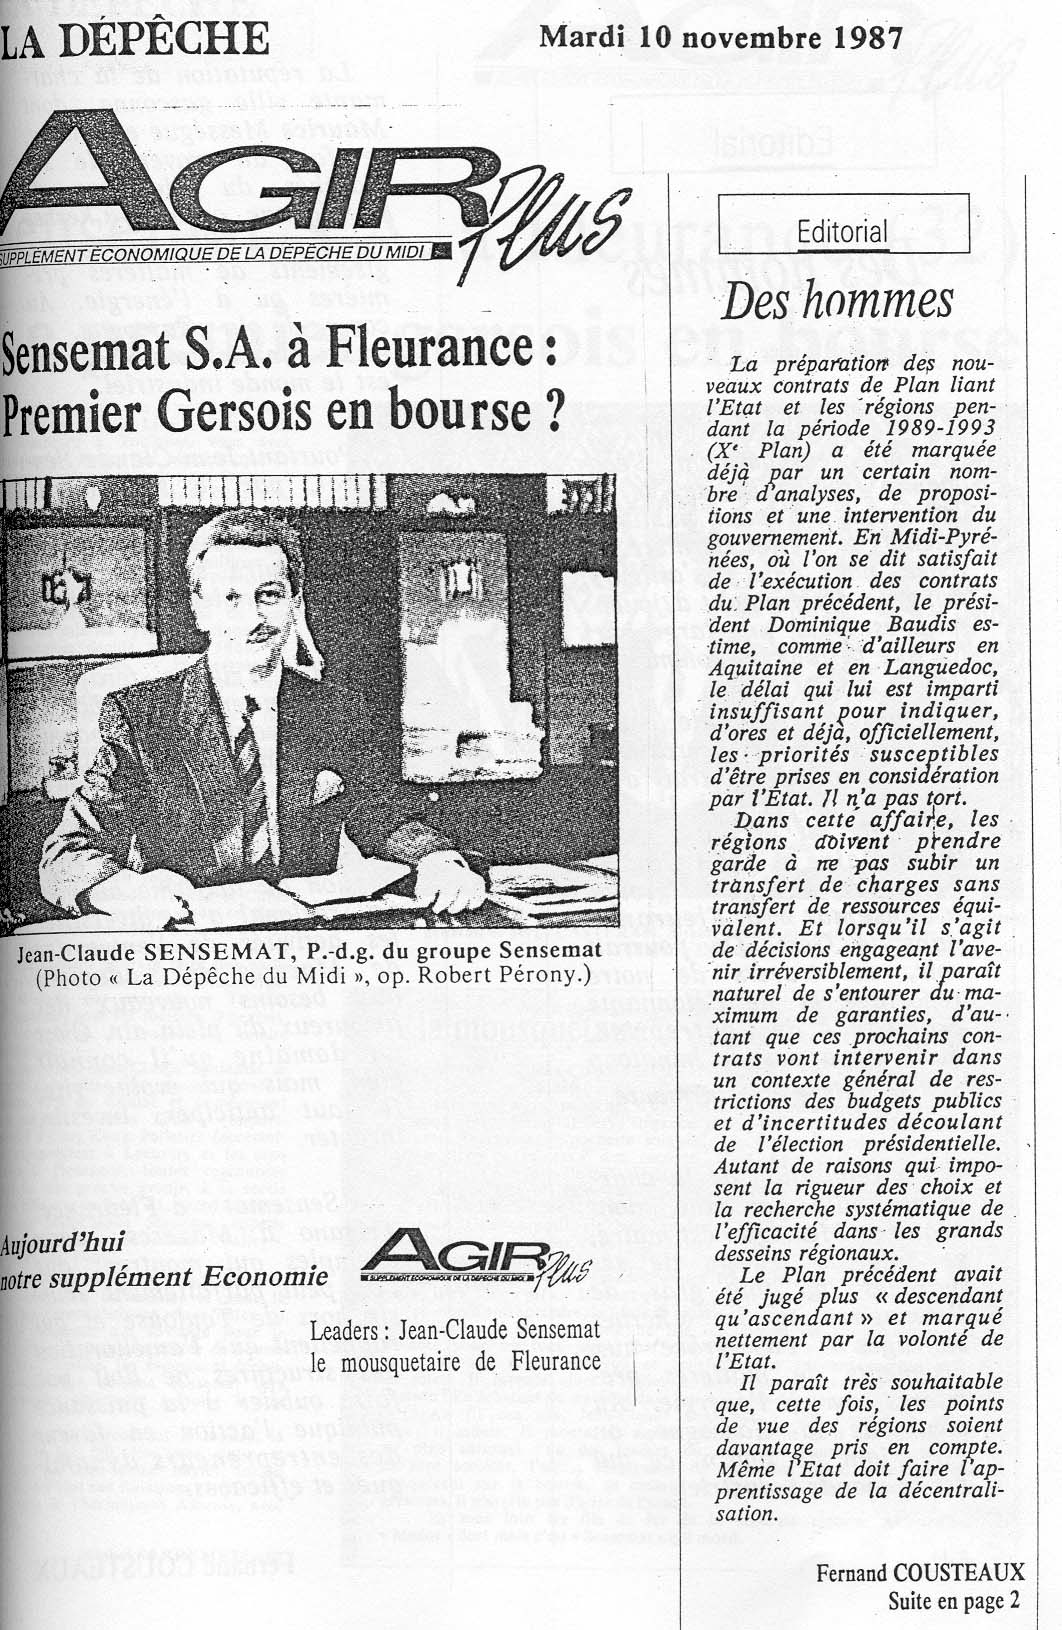 LA DÉPÊCHE
Mardi 10 novembre 1987
AGIR Plus
SUPPLÉMENT ÉCONOMIQUE DE LA DÉPÊCHE DU MIDI
Sensemat S.A. à Fleurance :
Premier Gersois en bourse ?
Jean-Claude SENSEMAT, P.-d.g. du groupe Sensemat
(Photo « La Dépêche du Midi », op. Robert Pérony.)
Aujourd'hui
notre supplément Economie
AGIR Plus
SUPPLÉMENT ÉCONOMIQUE DE LA DÉPÊCHE DU MIDI
Leaders : Jean-Claude Sensemat
le mousquetaire de Fleurance
Editorial
Des hommes
La préparation des nou-
veaux contrats de Plan liant
l'Etat et les régions pen-
dant la période 1989-1993
(Xe Plan) a été marquée
déjà par un certain nom-
bre d'analyses, de proposi-
tions et une intervention du
gouvernement. En Midi-Pyré-
nées, où l'on se dit satisfait
de l'exécution des contrats
du Plan précédent, le prési-
dent Dominique Baudis es-
time, comme d'ailleurs en
Aquitaine et en Languedoc,
le délai qui lui est imparti
insuffisant pour indiquer,
d'ores et déjà, officiellement,
les priorités susceptibles
d'être prises en considération
par l'Etat. Il n'a pas tort.
Dans cette affaire, les
régions doivent prendre
garde à ne pas subir un
transfert de charges sans
transfert de ressources équi-
valent. Et lorsqu'il s'agit
de décisions engageant l'ave-
nir irréversiblement, il paraît
naturel de s'entourer du ma-
ximum de garanties, d'au-
tant que ces prochains con-
trats vont intervenir dans
un contexte général de res-
trictions des budgets publics
et d'incertitudes découlant
de l'élection présidentielle.
Autant de raisons qui impo-
sent la rigueur des choix et
la recherche systématique de
l'efficacité dans les grands
desseins régionaux.
Le Plan précédent avait
été jugé plus « descendant
qu'ascendant » et marqué
nettement par la volonté de
l'Etat.
Il paraît très souhaitable
que, cette fois, les points
de vue des régions soient
davantage pris en compte.
Même l'Etat doit faire l'ap-
prentissage de la décentrali-
sation.
Fernand COUSTEAUX
Suite en page 2